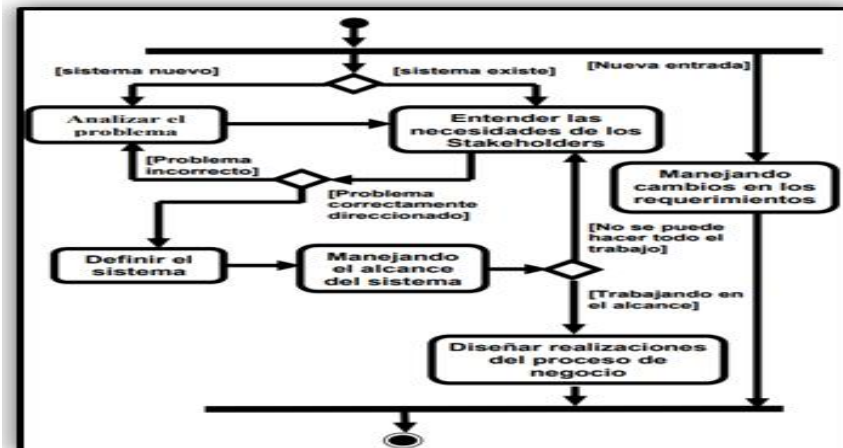 [sistema nuevo]
[sistema existe]
[Nueva entrada]
Analizar el
problema
Entender las
necesidades de los
Stakeholders
[Problema
incorrecto]
[Problema
correctamente
direccionado]
Manejando
cambios en los
requerimientos
[No se puede
hacer todo el
trabajo]
Definir el
sistema
Manejando
el alcance
del sistema
[Trabajando en
el alcance]
Diseñar realizaciones
del proceso de
negocio